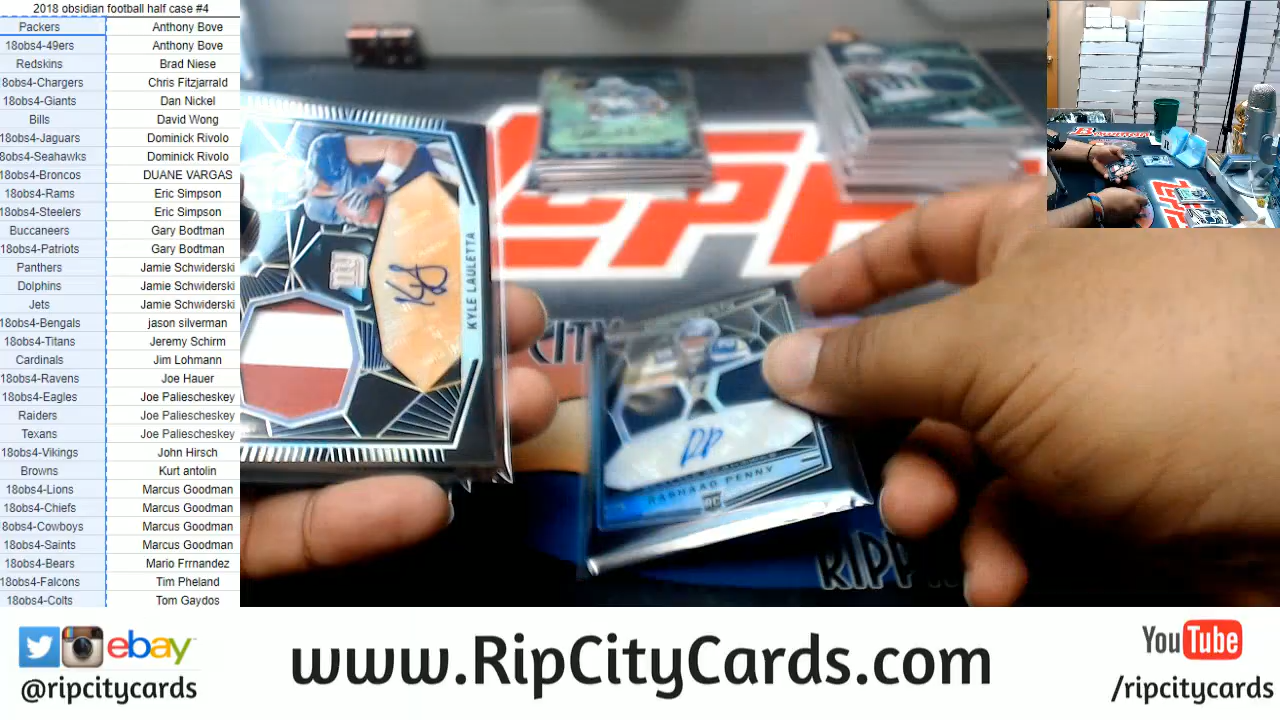 2018 obsidian football half case #4
Packers Anthony Bove
18obs4-49ers Anthony Bove
Redskins Brad Niese
8obs4-Chargers Chris Fitzjarrald
18obs4-Giants Dan Nickel
Bills David Wong
18obs4-Jaguars Dominick Rivolo
8obs4-Seahawks Dominick Rivolo
8obs4-Broncos DUANE VARGAS
18obs4-Rams Eric Simpson
18obs4-Steelers Eric Simpson
Buccaneers Gary Bodtman
18obs4-Patriots Gary Bodtman
Panthers Jamie Schwiderski
Dolphins Jamie Schwiderski
Jets Jamie Schwiderski
18obs4-Bengals jason silverman
18obs4-Titans Jeremy Schirm
Cardinals Jim Lohmann
18obs4-Ravens Joe Hauer
18obs4-Eagles Joe Paliescheskey
Raiders Joe Paliescheskey
Texans Joe Paliescheskey
18obs4-Vikings John Hirsch
Browns Kurt antolin
18obs4-Lions Marcus Goodman
18obs4-Chiefs Marcus Goodman
8obs4-Cowboys Marcus Goodman
18obs4-Saints Marcus Goodman
18obs4-Bears Mario Frrnandez
18obs4-Falcons Tim Pheland
18obs4-Colts Tom Gaydos
KYLE LAULETTA
RASHAAD PENNY
RC
CITY
RIPP
ebay
@ripcitycards
www.RipCityCards.com
YouTube
/ripcitycards